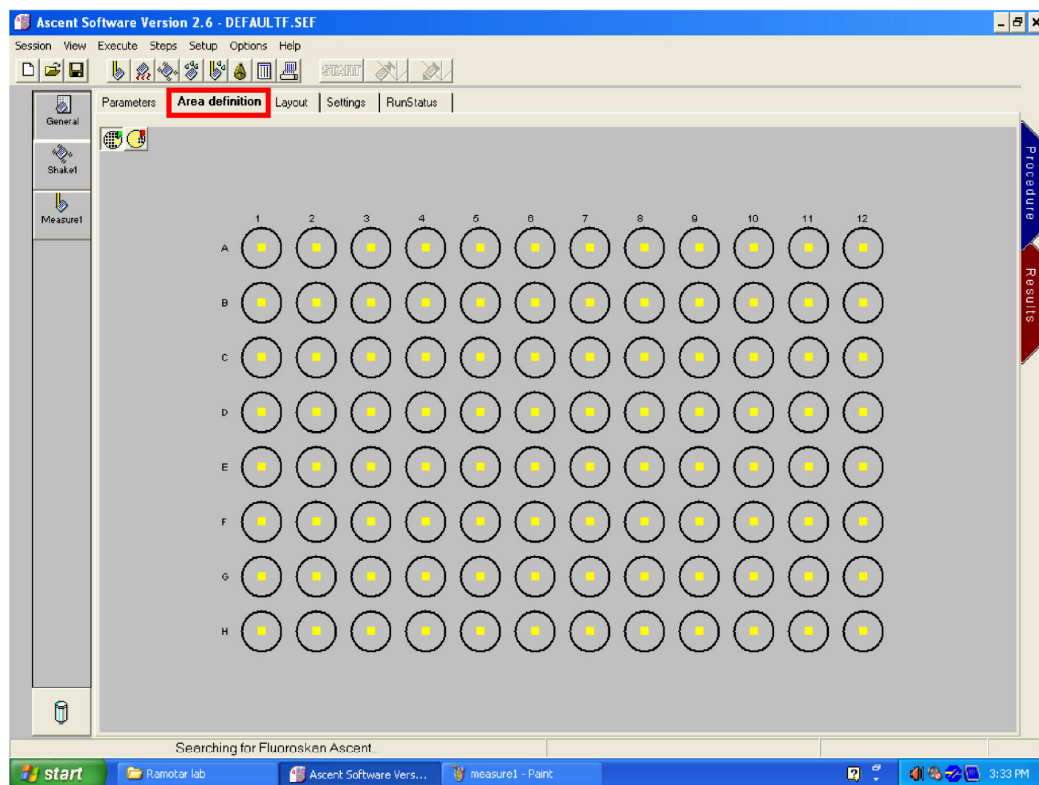 Ascent Software Version 2.6 - DEFAULTF.SEF
Session View Execute Steps Setup Options Help
START
Parameters Area definition Layout Settings RunStatus
General
Shake1
Measure1
Procedure
Results
1 2 3 4 5 6 7 8 9 10 11 12
A
B
C
D
E
F
G
H
Searching for Fluoroskan Ascent...
start Ramotar lab Ascent Software Vers... measure1 - Paint 3:33 PM